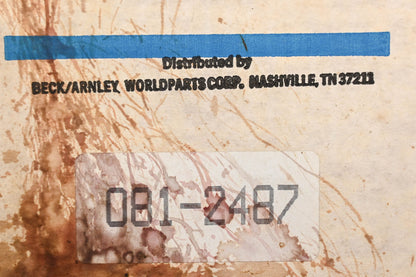 Distributed by
BECK/ARNLEY WORLDPARTS CORP. NASHVILLE, TN 37211
081-2487